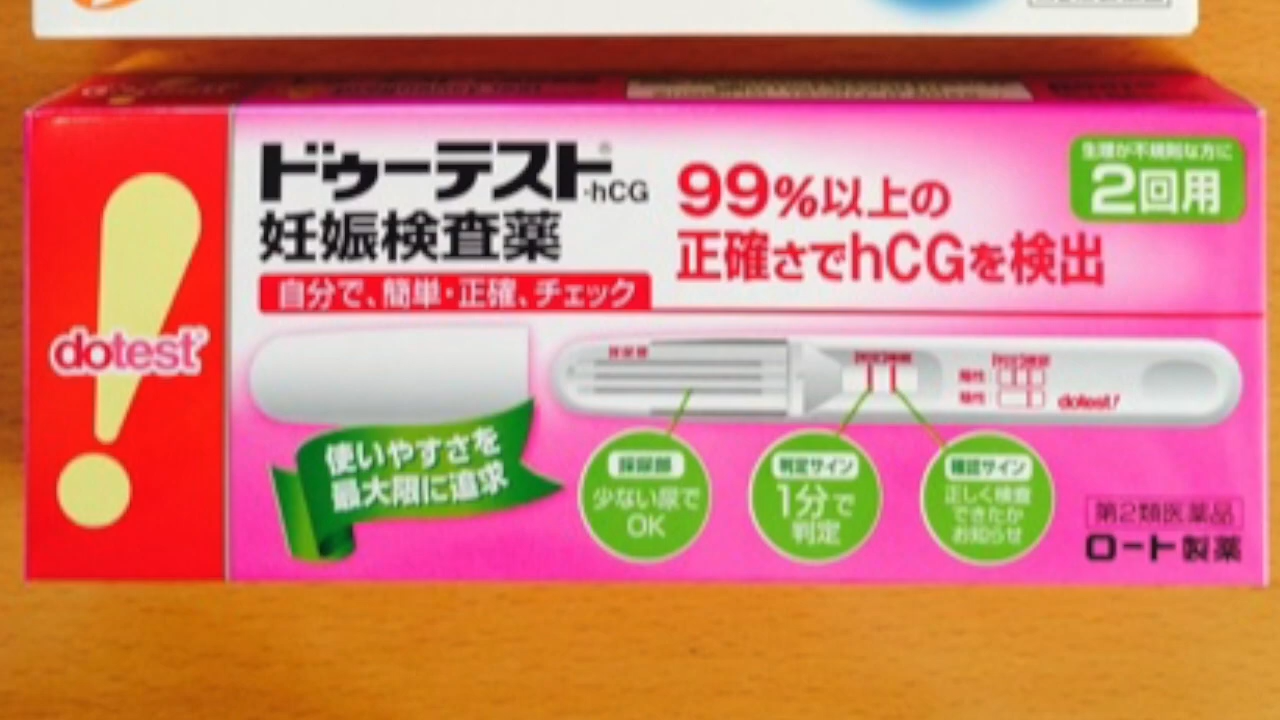 ドゥーテスト®
・hCG
妊娠検査薬
自分で、簡単・正確、チェック
99%以上の
正確さでhCGを検出
生理が不規則な方に
2回用
dotest
採尿部
dotest!
使いやすさを
最大限に追求
採尿部
少ない尿で
OK
判定サイン
1分で
判定
確認サイン
正しく検査
できたか
お知らせ
第2類医薬品
ロート製薬